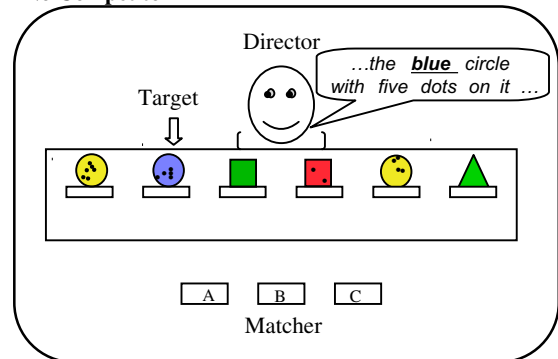 Director
…the blue circle
with five dots on it …
Target
A B C
Matcher